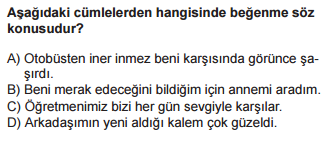 Aşağıdaki cümlelerden hangisinde beğenme söz
konusudur?
A) Otobüsten iner inmez beni karşısında görünce şa-
şırdı.
B) Beni merak edeceğini bildiğim için annemi aradım.
C) Öğretmenimiz bizi her gün sevgiyle karşılar.
D) Arkadaşımın yeni aldığı kalem çok güzeldi.